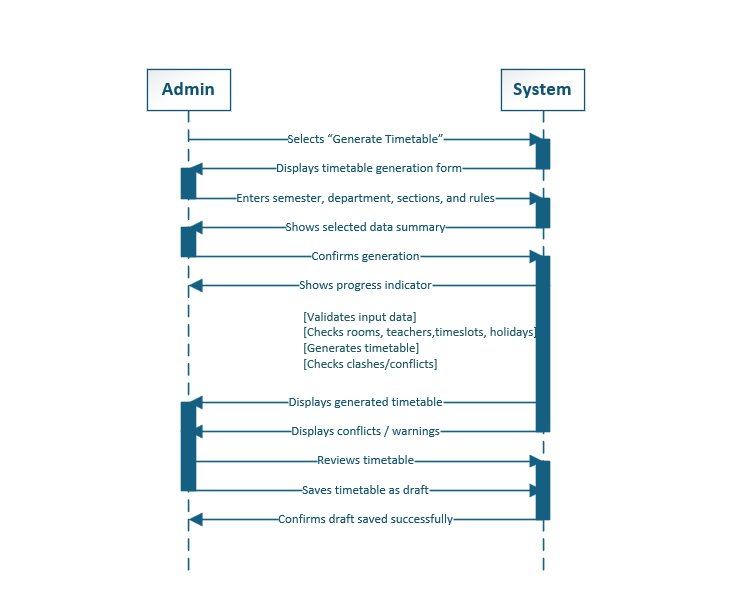 Admin System
Selects “Generate Timetable”
Displays timetable generation form
Enters semester, department, sections, and rules
Shows selected data summary
Confirms generation
Shows progress indicator
[Validates input data]
[Checks rooms, teachers,timeslots, holidays]
[Generates timetable]
[Checks clashes/conflicts]
Displays generated timetable
Displays conflicts / warnings
Reviews timetable
Saves timetable as draft
Confirms draft saved successfully